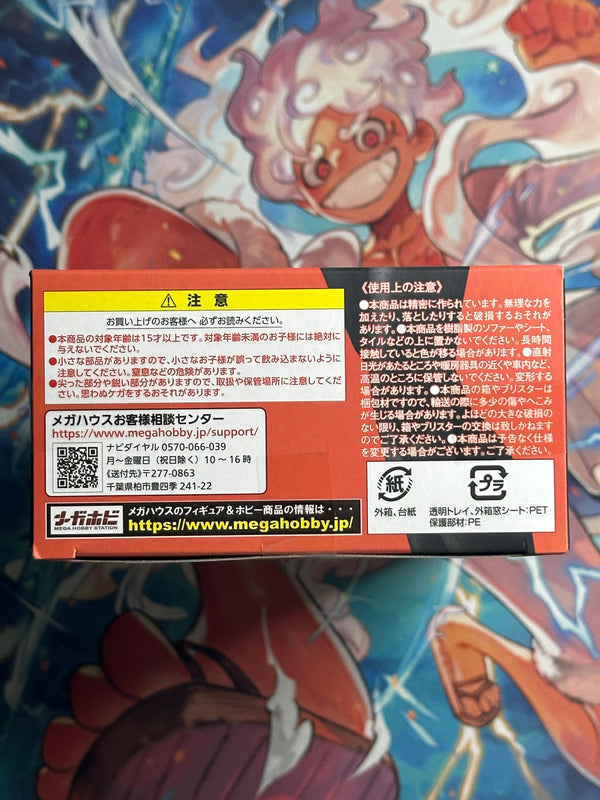 ⚠ 注意
お買い上げのお客様へ 必ずお読みください。
●本商品の対象年齢は15才以上です。対象年齢未満のお子様には絶対に
与えないでください。
●小さな部品がありますので、小さなお子様が誤って飲み込まないように
注意してください。窒息などの危険があります。
●尖った部分や鋭い部分がありますので、取扱や保管場所に注意してく
ださい。思わぬケガをするおそれがあります。
メガハウスお客様相談センター
https://www.megahobby.jp/support/
ナビダイヤル 0570-066-039
月～金曜日（祝日除く）10～16時
《送付先》〒277-0863
千葉県柏市豊四季 241-22
メガホビ
MEGA HOBBY STATION
メガハウスのフィギュア＆ホビー商品の情報は・・・
https://www.megahobby.jp/
《使用上の注意》
●本商品は精密に作られています。無理な力を
加えたり、落としたりすると破損するおそれが
あります。●本商品を樹脂製のソファーやシート、
タイルなどの上に置かないでください。長時間
接触していると色が移る場合があります。●直射
日光があたるところや暖房器具の近くや車内など、
高温のところに保管しないでください。変形する
場合があります。●本商品の箱やブリスターは
梱包材ですので、輸送の際に多少の傷やへこみ
が生じる場合があります。よほどの大きな破損の
ない限り、箱やブリスターの交換は致しかねますの
でご了承ください。●本商品は予告なく仕様
を変更する場合がございます。
紙
外箱、台紙
プラ
透明トレイ、外箱窓シート：PET
保護部材：PE